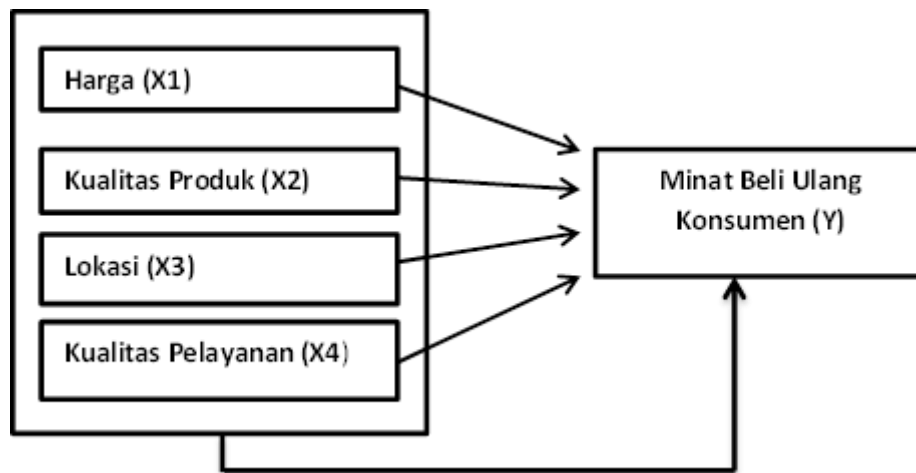 Harga (X1)
Kualitas Produk (X2)
Lokasi (X3)
Kualitas Pelayanan (X4)
Minat Beli Ulang
Konsumen (Y)